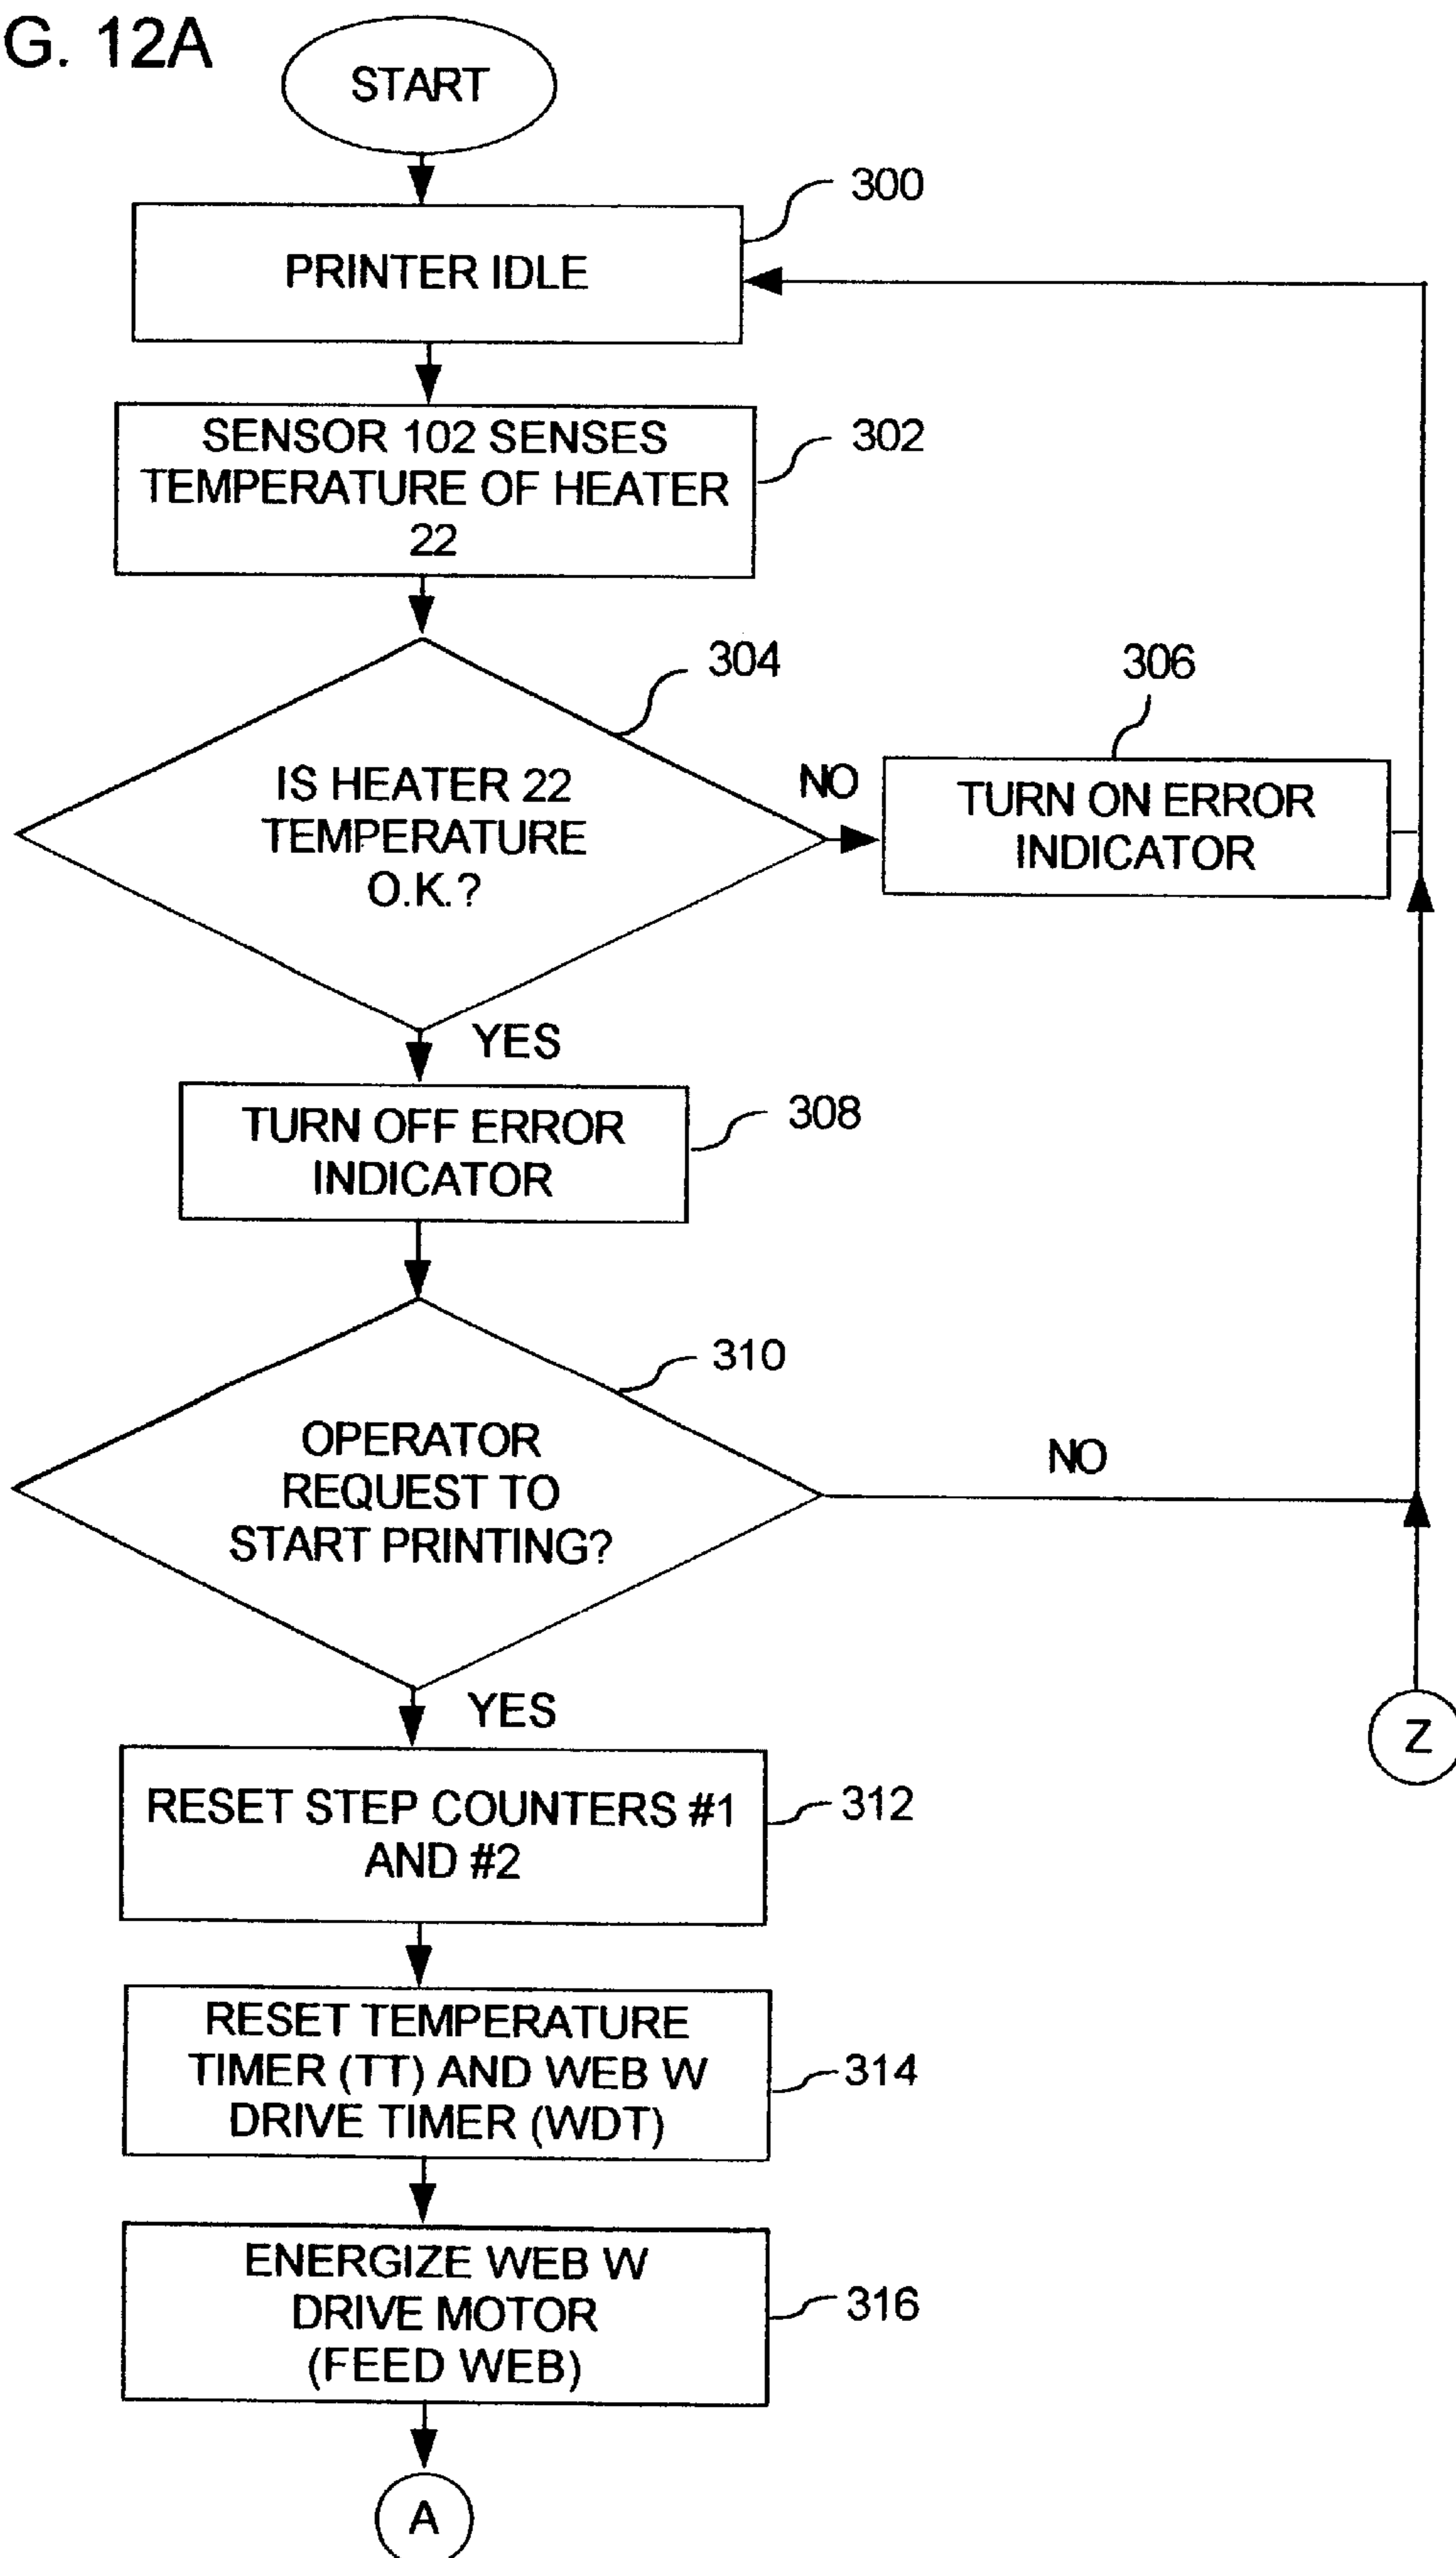 G. 12A
START
300
PRINTER IDLE
302
SENSOR 102 SENSES
TEMPERATURE OF HEATER
22
304
306
IS HEATER 22
TEMPERATURE
O.K.?
NO
TURN ON ERROR
INDICATOR
YES
308
TURN OFF ERROR
INDICATOR
310
OPERATOR
REQUEST TO
START PRINTING?
NO
YES
Z
312
RESET STEP COUNTERS #1
AND #2
314
RESET TEMPERATURE
TIMER (TT) AND WEB W
DRIVE TIMER (WDT)
316
ENERGIZE WEB W
DRIVE MOTOR
(FEED WEB)
A